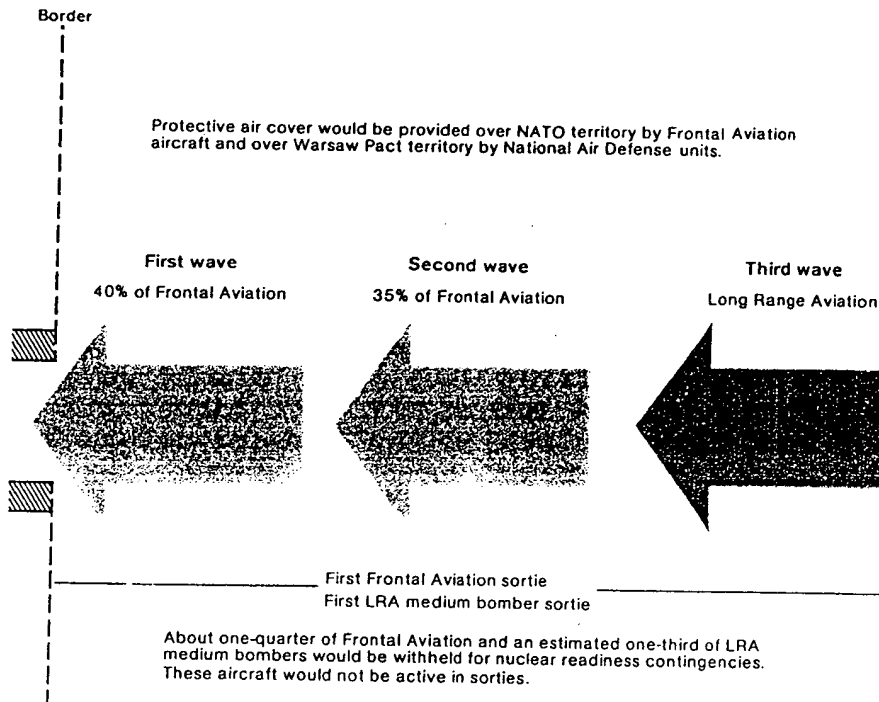 Border
Protective air cover would be provided over NATO territory by Frontal Aviation
aircraft and over Warsaw Pact territory by National Air Defense units.
First wave
40% of Frontal Aviation
Second wave
35% of Frontal Aviation
Third wave
Long Range Aviation
First Frontal Aviation sortie
First LRA medium bomber sortie
About one-quarter of Frontal Aviation and an estimated one-third of LRA
medium bombers would be withheld for nuclear readiness contingencies.
These aircraft would not be active in sorties.